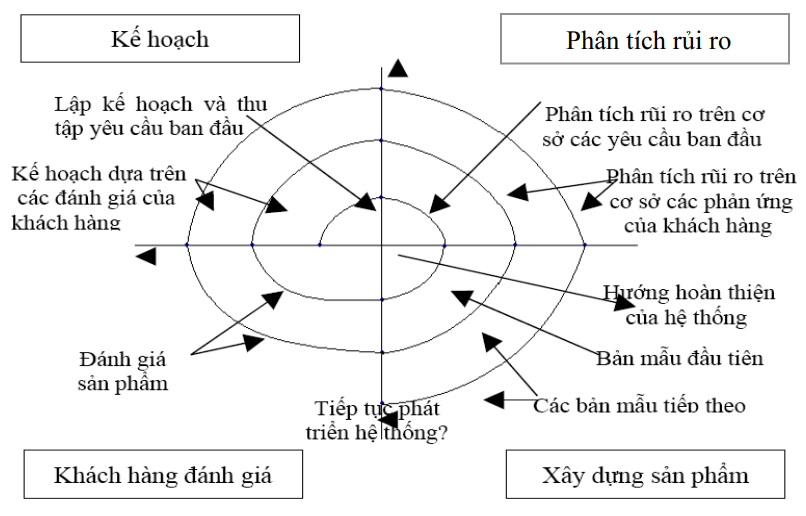 Kế hoạch
Phân tích rủi ro
Lập kế hoạch và thu
tập yêu cầu ban đầu
Phân tích rũi ro trên cơ
sở các yêu cầu ban đầu
Kế hoạch dựa trên
các đánh giá của
khách hàng
Phân tích rũi ro trên
cơ sở các phản ứng
của khách hàng
Hướng hoàn thiện
của hệ thống
Đánh giá
sản phẩm
Bản mẫu đầu tiên
Các bản mẫu tiếp theo
Tiếp tục phát
triển hệ thống?
Khách hàng đánh giá
Xây dựng sản phẩm